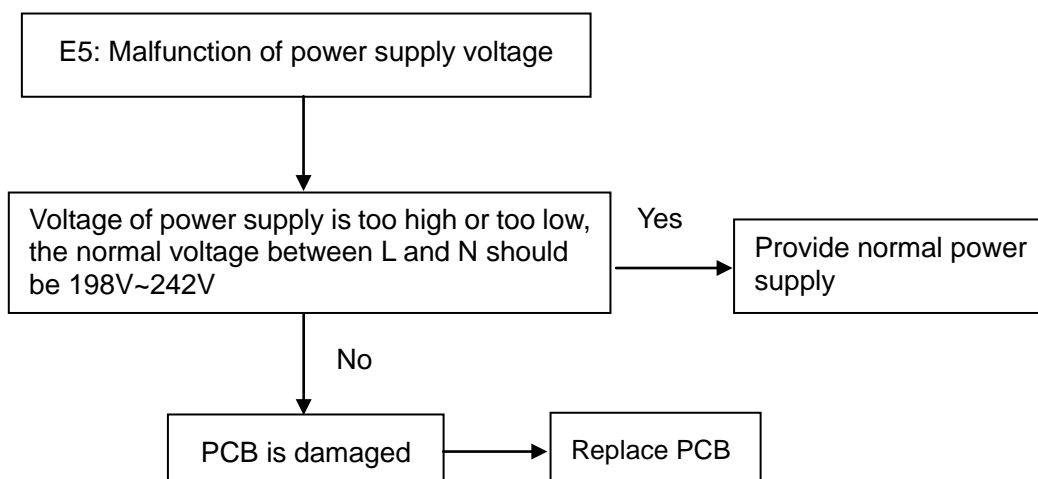 E5: Malfunction of power supply voltage
Voltage of power supply is too high or too low,
the normal voltage between L and N should
be 198V~242V
Yes
Provide normal power
supply
No
PCB is damaged
Replace PCB